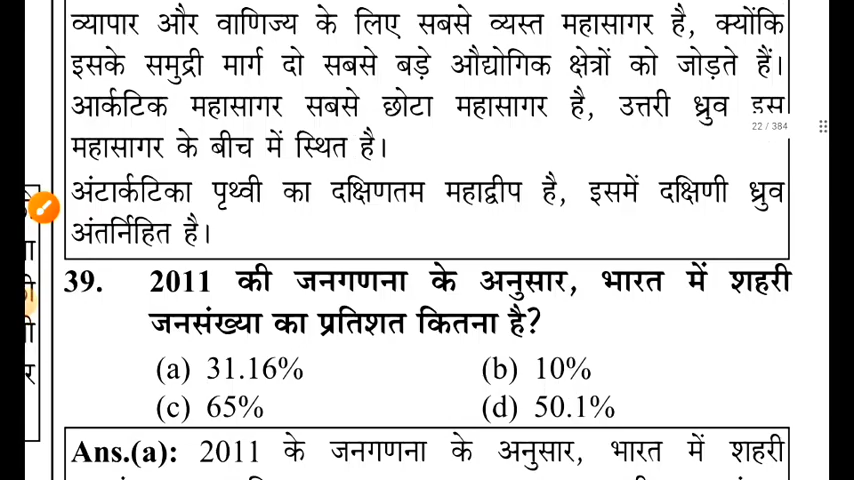 व्यापार और वाणिज्य के लिए सबसे व्यस्त महासागर है, क्योंकि
इसके समुद्री मार्ग दो सबसे बड़े औद्योगिक क्षेत्रों को जोड़ते हैं।
आर्कटिक महासागर सबसे छोटा महासागर है, उत्तरी ध्रुव इस
22 / 384
महासागर के बीच में स्थित है।
अंटार्कटिका पृथ्वी का दक्षिणतम महाद्वीप है, इसमें दक्षिणी ध्रुव
अंतर्निहित है।
39. 2011 की जनगणना के अनुसार, भारत में शहरी
जनसंख्या का प्रतिशत कितना है?
(a) 31.16% (b) 10%
(c) 65% (d) 50.1%
Ans.(a): 2011 के जनगणना के अनुसार, भारत में शहरी